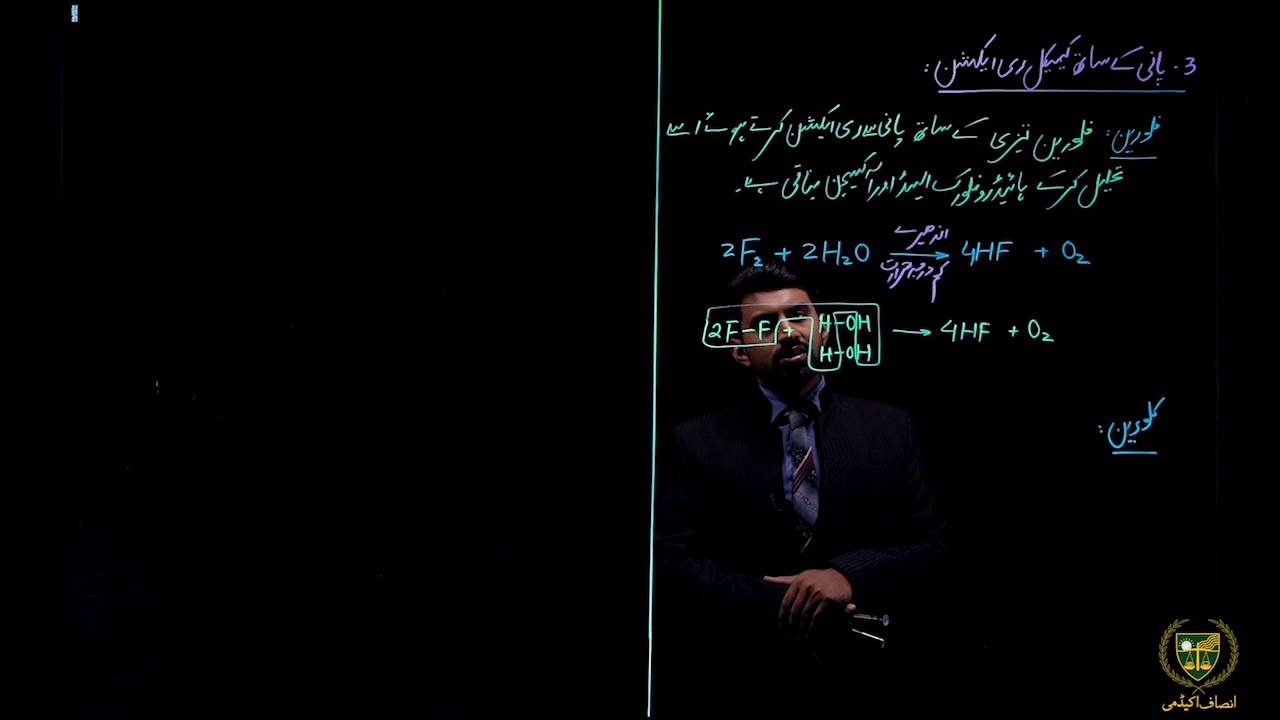 3. پانی کے ساتھ کیمیکل ری ایکشن:
فلورین: فلورین تیزی کے ساتھ پانی سے ری ایکشن کرتے ہوئے اسے
تحلیل کرکے ہائیڈروفلورک ایسڈ اور آکسیجن بناتی ہے۔
اندھیرے
2F₂ + 2H₂O ⟶ 4HF + O₂
کم درجہ حرارت
2F–F + H–OH ⟶ 4HF + O₂
H–OH
کلورین:
انصاف اکیڈمی